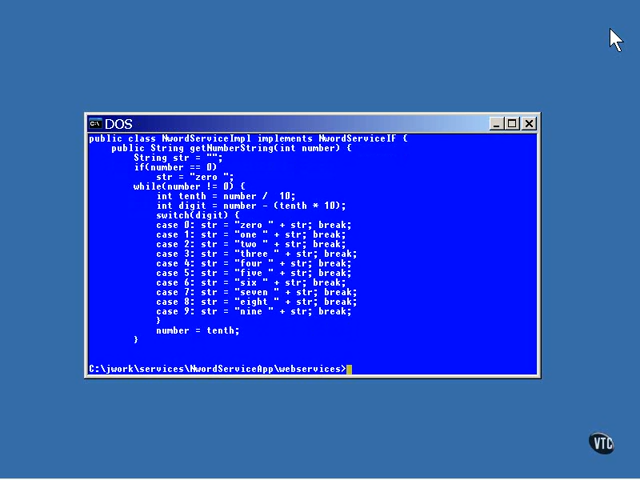 C:\ DOS
public class NwordServiceImpl implements NwordServiceIF {
public String getNumberString(int number) {
String str = "";
if(number == 0)
str = "zero ";
while(number != 0) {
int tenth = number / 10;
int digit = number - (tenth * 10);
switch(digit) {
case 0: str = "zero " + str; break;
case 1: str = "one " + str; break;
case 2: str = "two " + str; break;
case 3: str = "three " + str; break;
case 4: str = "four " + str; break;
case 5: str = "five " + str; break;
case 6: str = "six " + str; break;
case 7: str = "seven " + str; break;
case 8: str = "eight " + str; break;
case 9: str = "nine " + str; break;
}
number = tenth;
}
C:\jwork\services\NwordServiceApp\webservices>
VTC